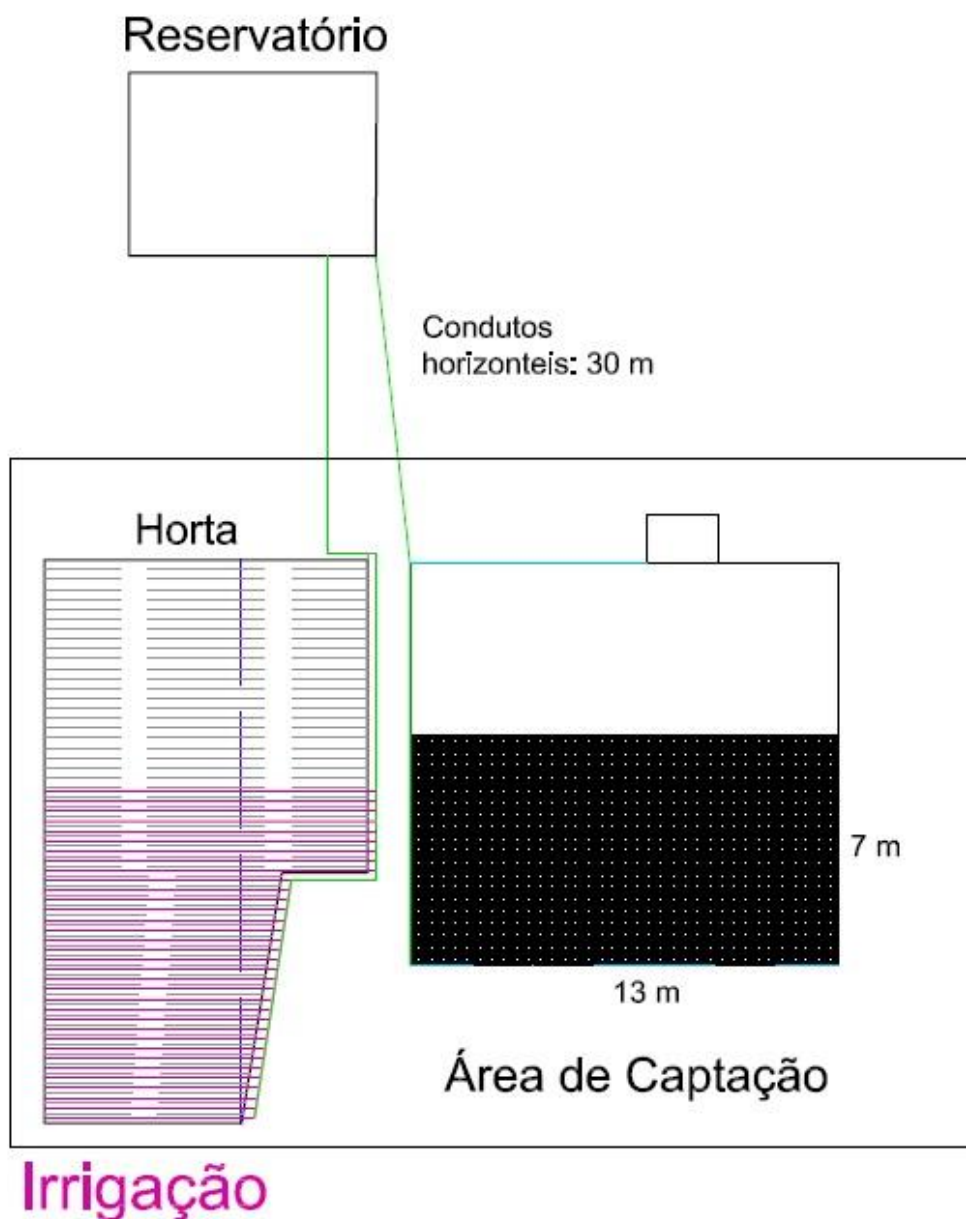 Reservatório
Condutos
horizonteis: 30 m
Horta
7 m
13 m
Área de Captação
Irrigação